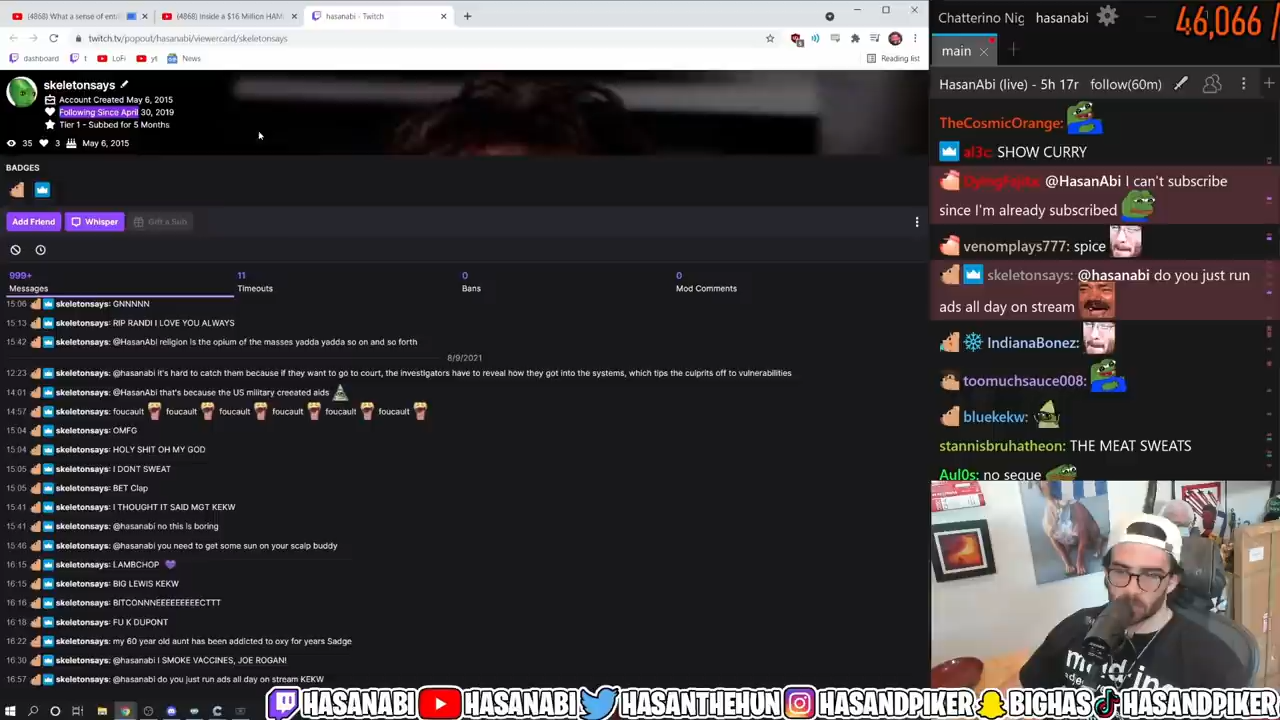 (4868) What a sense of entit
(4868) Inside a $16 Million HAM
hasanabi - Twitch
twitch.tv/popout/hasanabi/viewercard/skeletonsays
dashboard
t
LoFi
yt
News
Reading list
skeletonsays
Account Created May 6, 2015
Following Since April 30, 2019
Tier 1 - Subbed for 5 Months
35 3 May 6, 2015
BADGES
Add Friend Whisper Gift a Sub
999+ 11 0 0
Messages Timeouts Bans Mod Comments
15:06 skeletonsays: GNNNNN
15:13 skeletonsays: RIP RANDI I LOVE YOU ALWAYS
15:42 skeletonsays: @HasanAbi religion is the opium of the masses yadda yadda so on and so forth
8/9/2021
12:23 skeletonsays: @hasanabi it's hard to catch them because if they want to go to court, the investigators have to reveal how they got into the systems, which tips the culprits off to vulnerabilities
14:01 skeletonsays: @HasanAbi that's because the US military creeated aids
14:57 skeletonsays: foucault foucault foucault foucault foucault foucault
15:04 skeletonsays: OMFG
15:04 skeletonsays: HOLY SHIT OH MY GOD
15:05 skeletonsays: I DONT SWEAT
15:05 skeletonsays: BET Clap
15:41 skeletonsays: I THOUGHT IT SAID MGT KEKW
15:41 skeletonsays: @hasanabi no this is boring
15:46 skeletonsays: @hasanabi you need to get some sun on your scalp buddy
16:15 skeletonsays: LAMBCHOP
16:15 skeletonsays: BIG LEWIS KEKW
16:16 skeletonsays: BITCONNNEEEEEEEECTTT
16:18 skeletonsays: FU K DUPONT
16:22 skeletonsays: my 60 year old aunt has been addicted to oxy for years Sadge
16:30 skeletonsays: @hasanabi I SMOKE VACCINES, JOE ROGAN!
16:57 skeletonsays: @hasanabi do you just run ads all day on stream KEKW
Chatterino Nig hasanabi 46,066 /
main
HasanAbi (live) - 5h 17r follow(60m)
TheCosmicOrange:
al3c: SHOW CURRY
DyingFajita: @HasanAbi I can't subscribe
since I'm already subscribed
venomplays777: spice
skeletonsays: @hasanabi do you just run
ads all day on stream
IndianaBonez:
toomuchsauce008:
bluekekw:
stannisbruhatheon: THE MEAT SWEATS
Aul0s: no segue
HASANABI HASANABI HASANTHEHUN HASANDPIKER BIGHAS HASANDPIKER